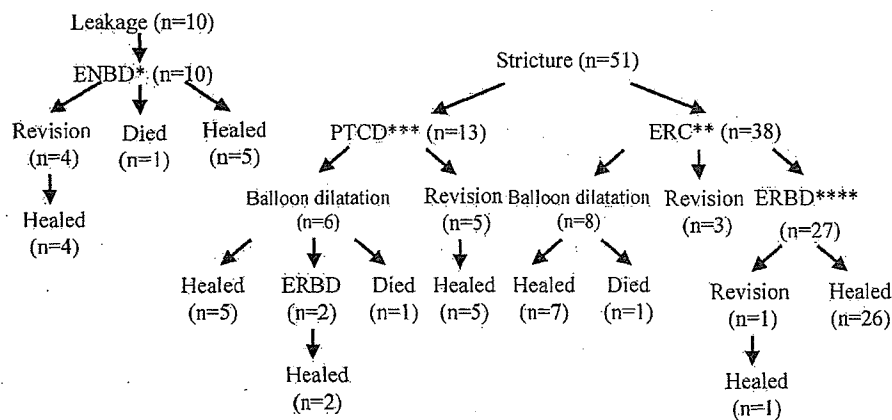 Leakage (n=10)
ENBD* (n=10)
Revision
(n=4)
Died
(n=1)
Healed
(n=5)
Healed
(n=4)
Stricture (n=51)
PTCD*** (n=13)
ERC** (n=38)
Balloon dilatation
(n=6)
Revision
(n=5)
Balloon dilatation
(n=8)
Revision
(n=3)
ERBD****
(n=27)
Healed
(n=5)
ERBD
(n=2)
Died
(n=1)
Healed
(n=5)
Healed
(n=7)
Died
(n=1)
Revision
(n=1)
Healed
(n=26)
Healed
(n=2)
Healed
(n=1)